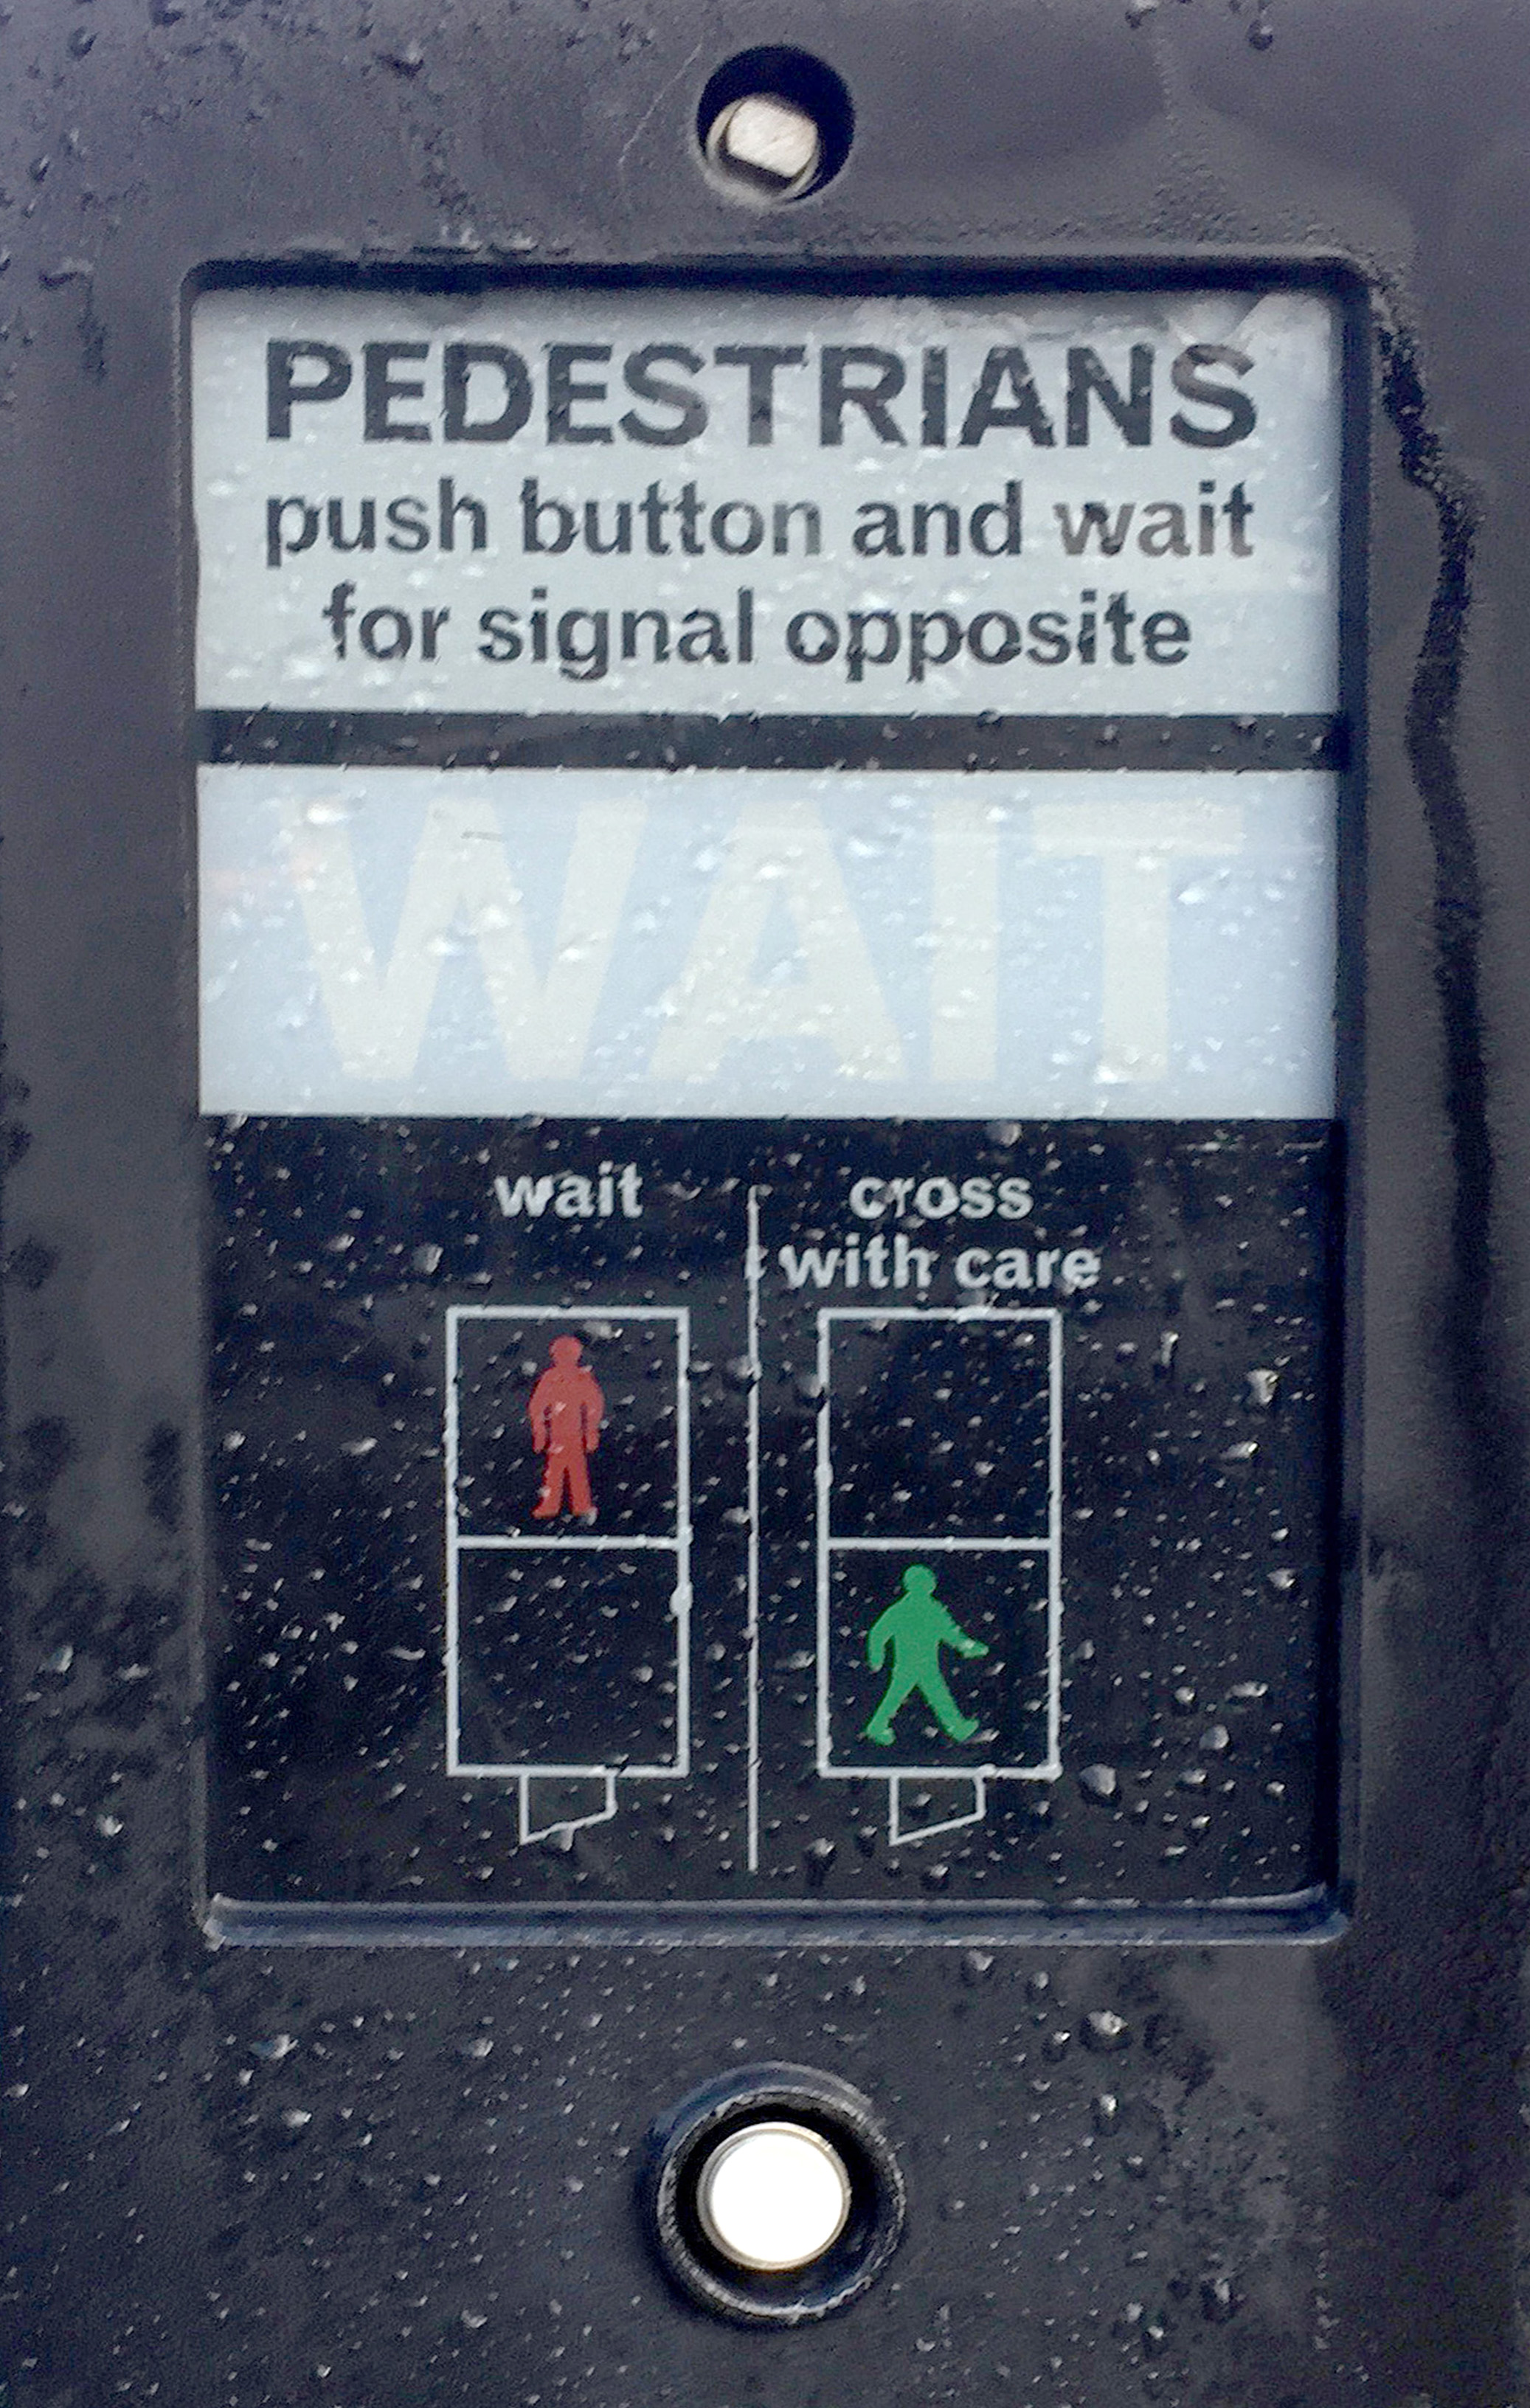 PEDESTRIANS
push button and wait
for signal opposite
WAIT
wait
cross
with care